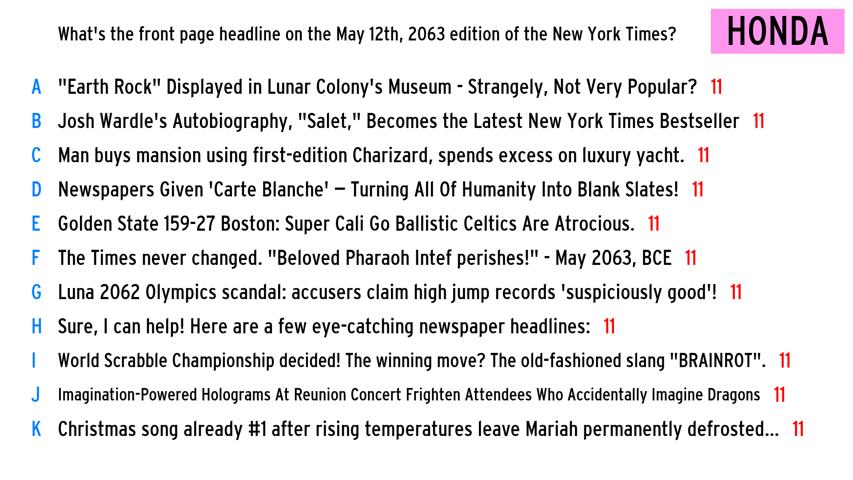 What's the front page headline on the May 12th, 2063 edition of the New York Times?
HONDA
A "Earth Rock" Displayed in Lunar Colony's Museum - Strangely, Not Very Popular? 11
B Josh Wardle's Autobiography, "Salet," Becomes the Latest New York Times Bestseller 11
C Man buys mansion using first-edition Charizard, spends excess on luxury yacht. 11
D Newspapers Given 'Carte Blanche' – Turning All Of Humanity Into Blank Slates! 11
E Golden State 159-27 Boston: Super Cali Go Ballistic Celtics Are Atrocious. 11
F The Times never changed. "Beloved Pharaoh Intef perishes!" - May 2063, BCE 11
G Luna 2062 Olympics scandal: accusers claim high jump records 'suspiciously good'! 11
H Sure, I can help! Here are a few eye-catching newspaper headlines: 11
I World Scrabble Championship decided! The winning move? The old-fashioned slang "BRAINROT". 11
J Imagination-Powered Holograms At Reunion Concert Frighten Attendees Who Accidentally Imagine Dragons 11
K Christmas song already #1 after rising temperatures leave Mariah permanently defrosted... 11